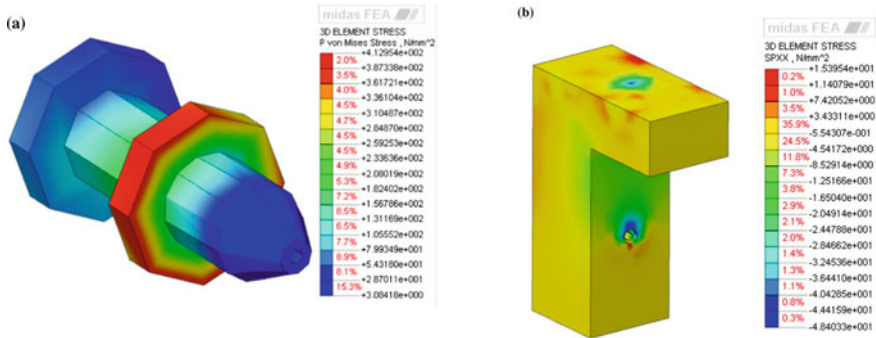 (a)
midas FEA
3D ELEMENT STRESS
P von Mises Stress , N/mm^2
+4.12954e+002
2.0%
+3.87338e+002
3.5%
+3.61721e+002
4.0%
+3.36104e+002
4.5%
+3.10487e+002
4.7%
+2.84870e+002
4.5%
+2.59253e+002
4.5%
+2.33636e+002
4.9%
+2.08019e+002
5.3%
+1.82402e+002
7.2%
+1.56786e+002
8.5%
+1.31169e+002
6.5%
+1.05552e+002
7.7%
+7.99349e+001
8.9%
+5.43180e+001
8.1%
+2.87011e+001
15.3%
+3.08418e+000
(b)
midas FEA
3D ELEMENT STRESS
SPXX , N/mm^2
+1.53954e+001
0.2%
+1.14079e+001
1.0%
+7.42052e+000
3.5%
+3.43311e+000
35.9%
-5.54307e-001
24.5%
-4.54172e+000
11.8%
-8.52914e+000
7.3%
-1.25166e+001
3.8%
-1.65040e+001
2.9%
-2.04914e+001
2.1%
-2.44788e+001
2.0%
-2.84662e+001
1.4%
-3.24536e+001
1.3%
-3.64410e+001
1.1%
-4.04285e+001
0.8%
-4.44159e+001
0.3%
-4.84033e+001